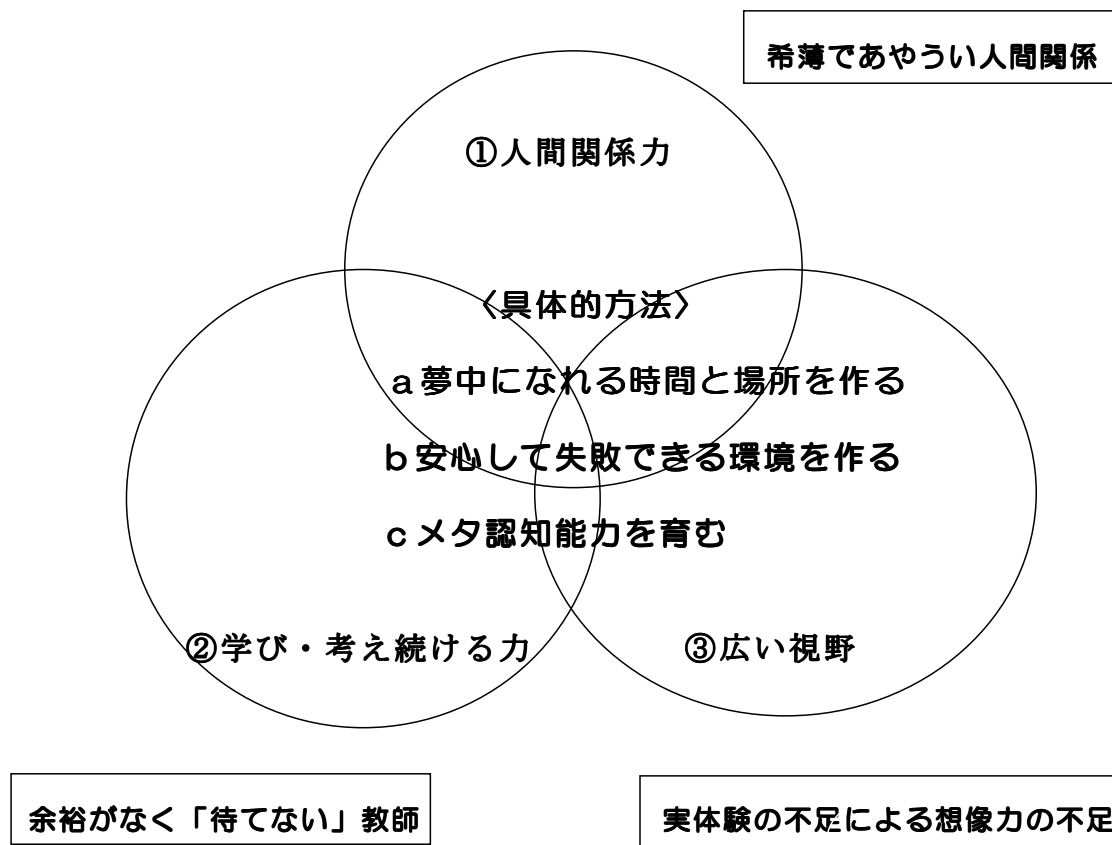 希薄であやうい人間関係
①人間関係力
〈具体的方法〉
ａ夢中になれる時間と場所を作る
ｂ安心して失敗できる環境を作る
ｃメタ認知能力を育む
②学び・考え続ける力
③広い視野
余裕がなく「待てない」教師
実体験の不足による想像力の不足